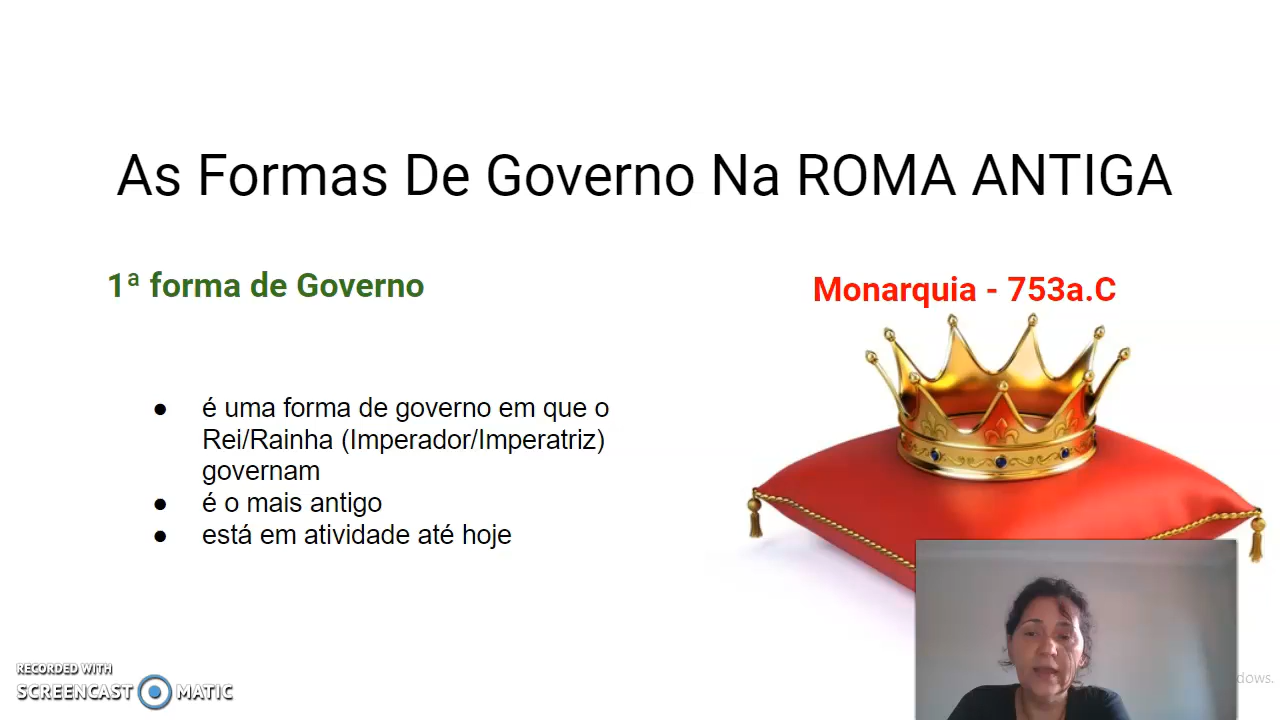 As Formas De Governo Na ROMA ANTIGA
1ª forma de Governo
Monarquia - 753a.C
● é uma forma de governo em que o
Rei/Rainha (Imperador/Imperatriz)
governam
● é o mais antigo
● está em atividade até hoje
RECORDED WITH
SCREENCAST MATIC
dows.